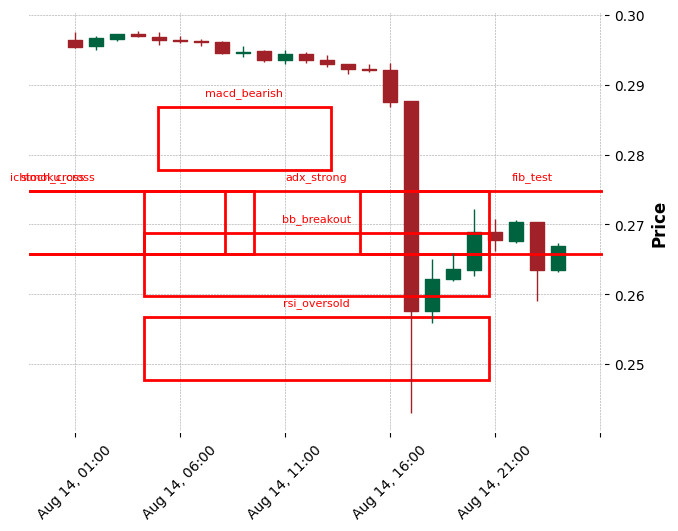 0.30
0.29
macd_bearish
0.28
adx_strong
fib_test
0.27
bb_breakout
Price
0.26
rsi_oversold
0.25
Aug 14, 01:00
Aug 14, 06:00
Aug 14, 11:00
Aug 14, 16:00
Aug 14, 21:00